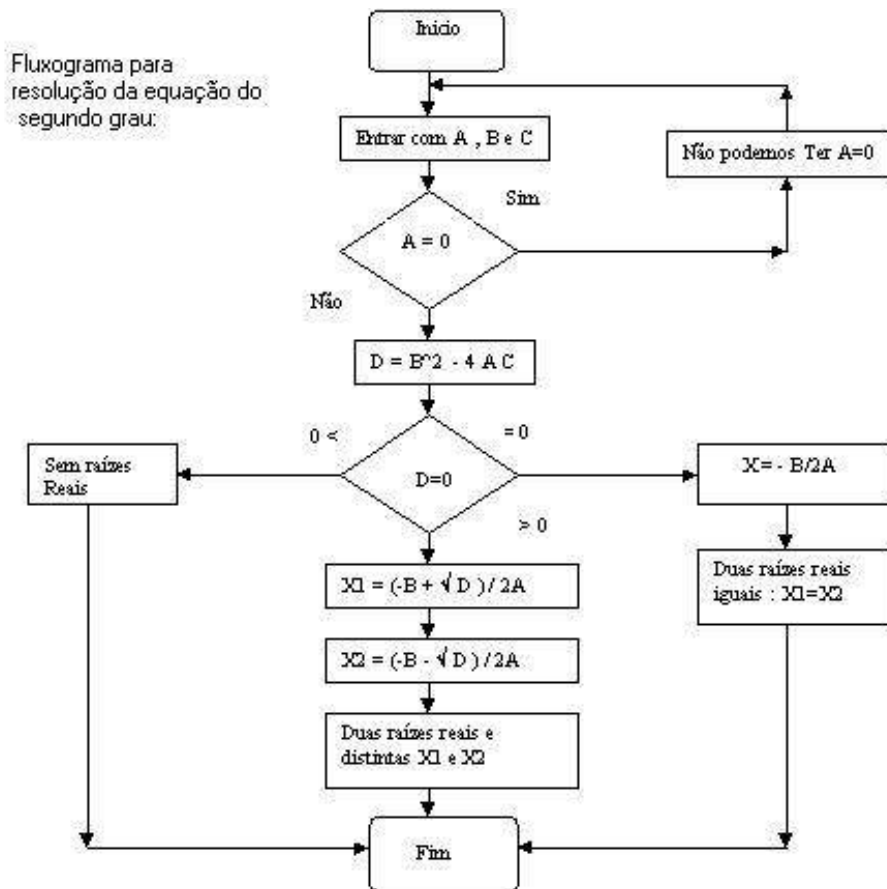 Inicio
Fluxograma para
resolução da equação do
segundo grau:
Entrar com A , B e C
Não podemos Ter A=0
Sim
A = 0
Não
D = B^2 - 4 A C
0 <
= 0
D=0
> 0
Sem raízes
Reais
X = - B/2A
X1 = (-B + √ D ) / 2A
Duas raízes reais
iguais : X1=X2
X2 = (-B - √ D ) / 2A
Duas raízes reais e
distintas X1 e X2
Fim